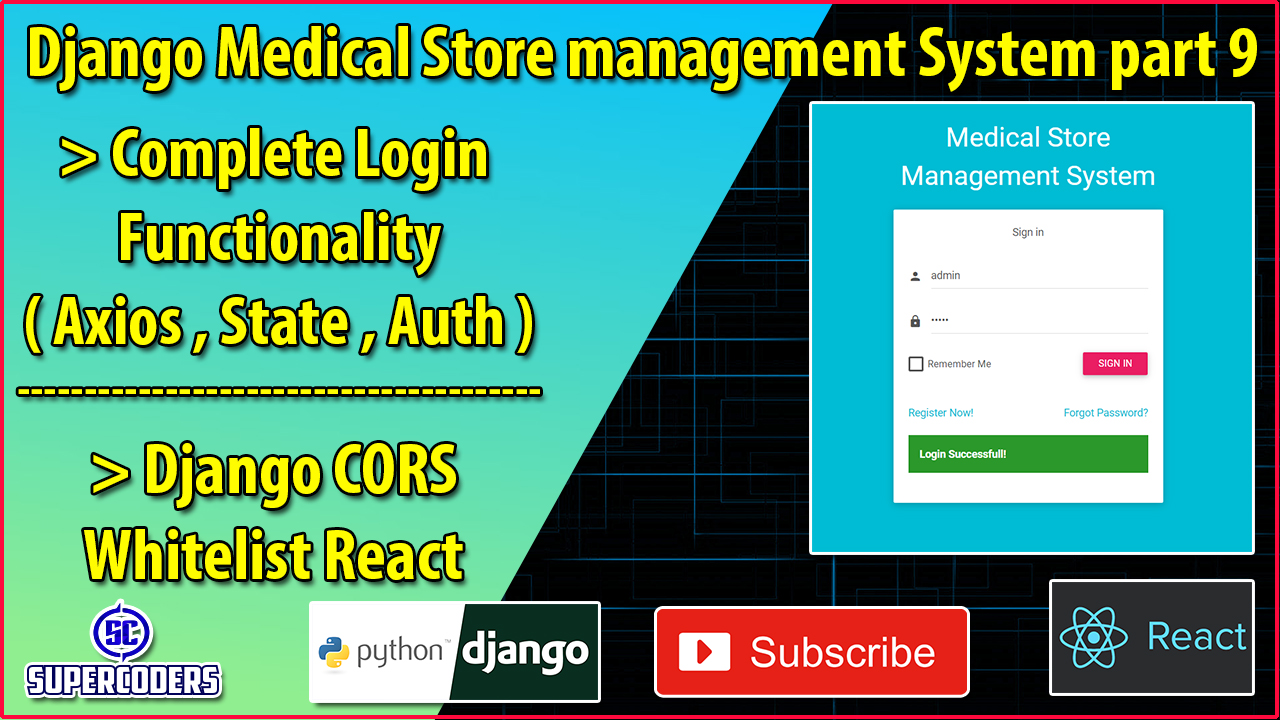 Django Medical Store management System part 9
> Complete Login
Functionality
( Axios , State , Auth )
----------------------------------------
> Django CORS
Whitelist React
Medical Store
Management System
Sign in
admin
•••••
Remember Me
SIGN IN
Register Now!
Forgot Password?
Login Successfull!
SC
SUPERCODERS
python™
django
Subscribe
React